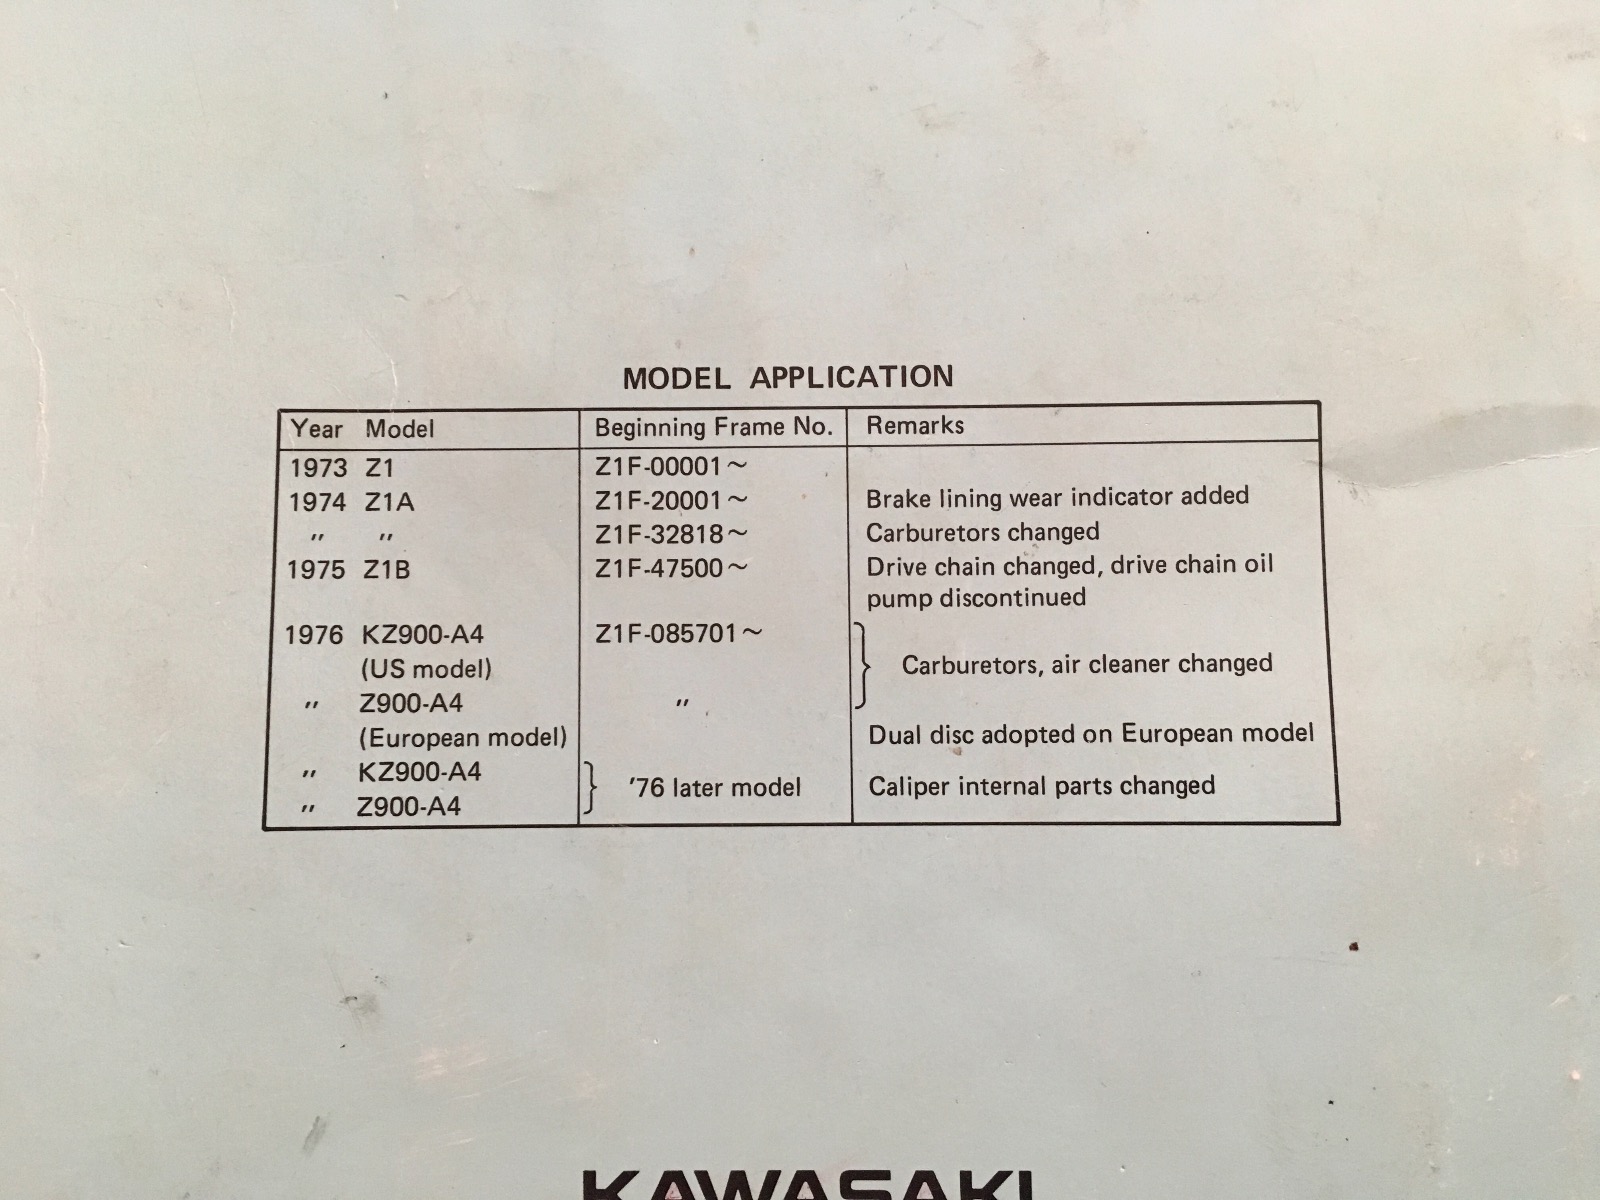 MODEL APPLICATION
Year Model Beginning Frame No. Remarks
1973 Z1 Z1F-00001~
1974 Z1A Z1F-20001~ Brake lining wear indicator added
" " Z1F-32818~ Carburetors changed
1975 Z1B Z1F-47500~ Drive chain changed, drive chain oil
pump discontinued
1976 KZ900-A4 Z1F-085701~
(US model) } Carburetors, air cleaner changed
" Z900-A4 "
(European model) Dual disc adopted on European model
" KZ900-A4 } '76 later model Caliper internal parts changed
" Z900-A4
KAWASAKI